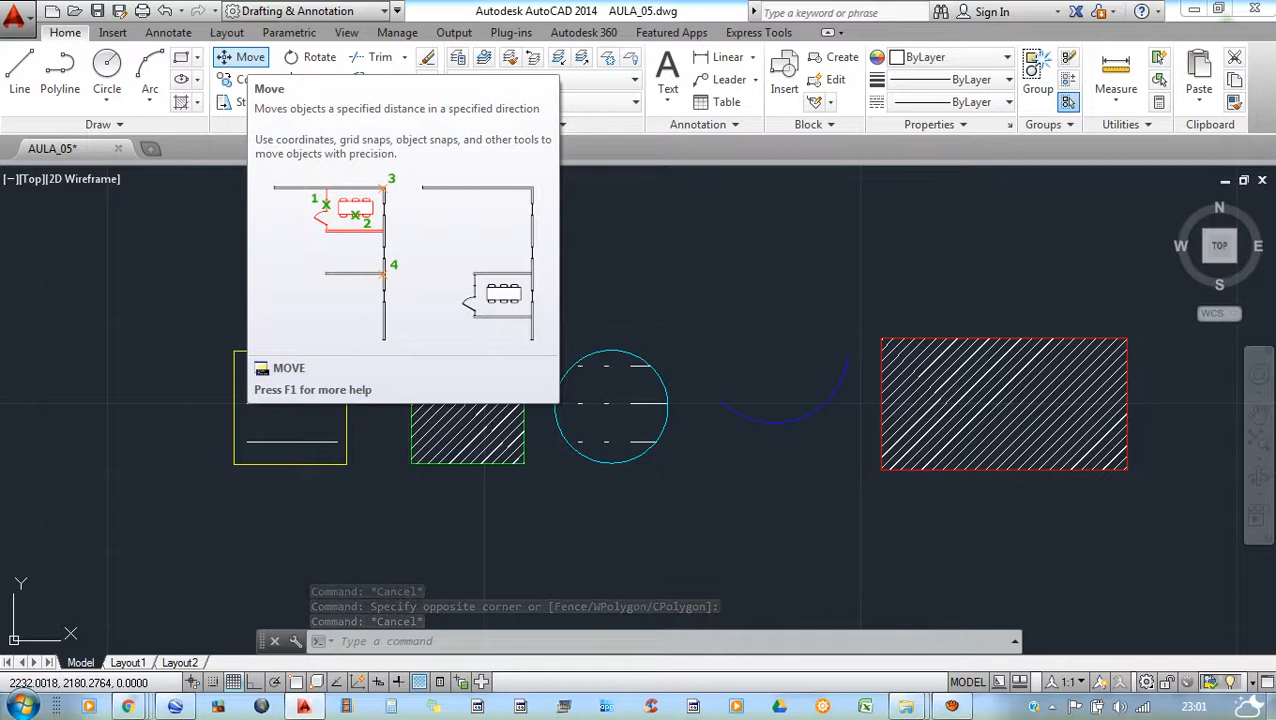 Drafting & Annotation
Autodesk AutoCAD 2014 AULA_05.dwg
Type a keyword or phrase
Sign In
Home Insert Annotate Layout Parametric View Manage Output Plug-ins Autodesk 360 Featured Apps Express Tools
Move Rotate Trim
Linear Create ByLayer
Line Polyline Circle Arc
Leader Edit ByLayer
Text Insert Group Measure Paste
Table ByLayer
Draw Annotation Block Properties Groups Utilities Clipboard
AULA_05*
[−][Top][2D Wireframe]
Move
Moves objects a specified distance in a specified direction
Use coordinates, grid snaps, object snaps, and other tools to
move objects with precision.
3
1
2
4
MOVE
Press F1 for more help
N
W TOP E
S
WCS
Y
X
Command: *Cancel*
Command: Specify opposite corner or [Fence/WPolygon/CPolygon]:
Command: *Cancel*
Type a command
Model Layout1 Layout2
2232.0018, 2180.2764, 0.0000
MODEL 1:1
23:01